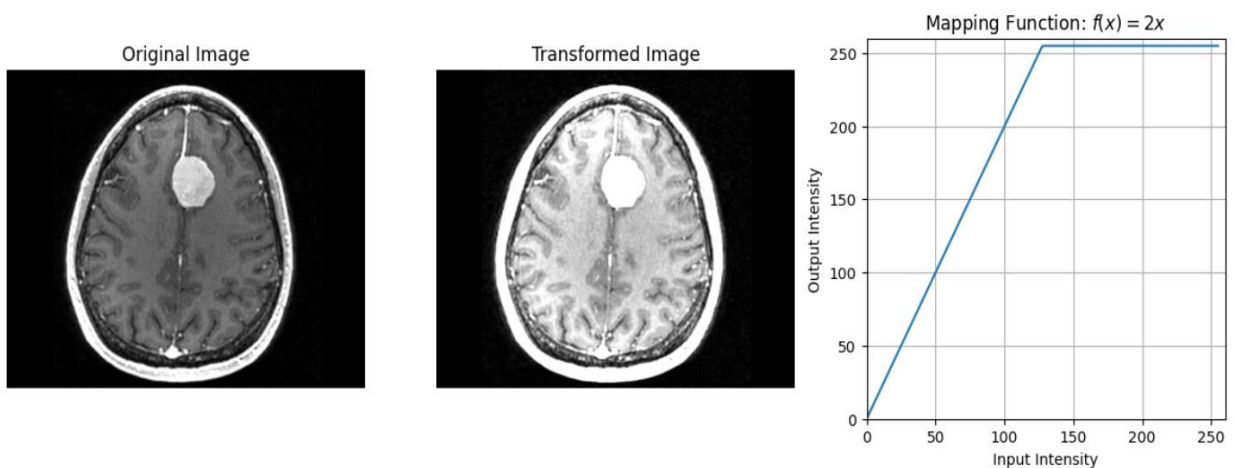 Original Image
Transformed Image
Mapping Function: f(x) = 2x
250
200
150
100
50
0
Output Intensity
0 50 100 150 200 250
Input Intensity